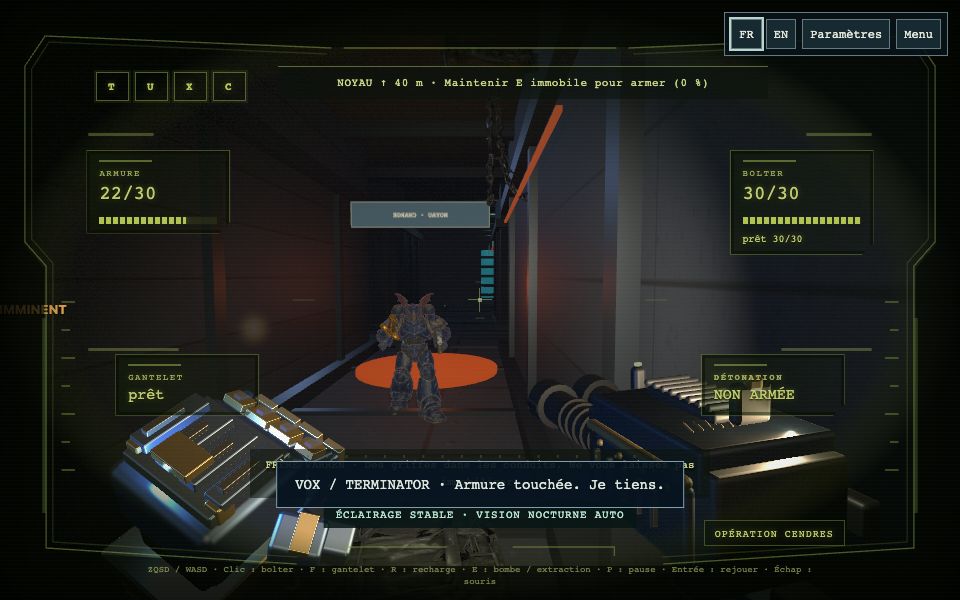 FR EN Paramètres Menu
T U X C
NOYAU ↑ 40 m · Maintenir E immobile pour armer (0 %)
ARMURE
22/30
BOLTER
30/30
prêt 30/30
IMMINENT
GANTELET
prêt
DÉTONATION
NON ARMÉE
VOX / TERMINATOR · Armure touchée. Je tiens.
ÉCLAIRAGE STABLE · VISION NOCTURNE AUTO
OPÉRATION CENDRES
ZQSD / WASD · Clic : bolter · F : gantelet · R : recharge · E : bombe / extraction · P : pause · Entrée : rejouer · Échap :
souris